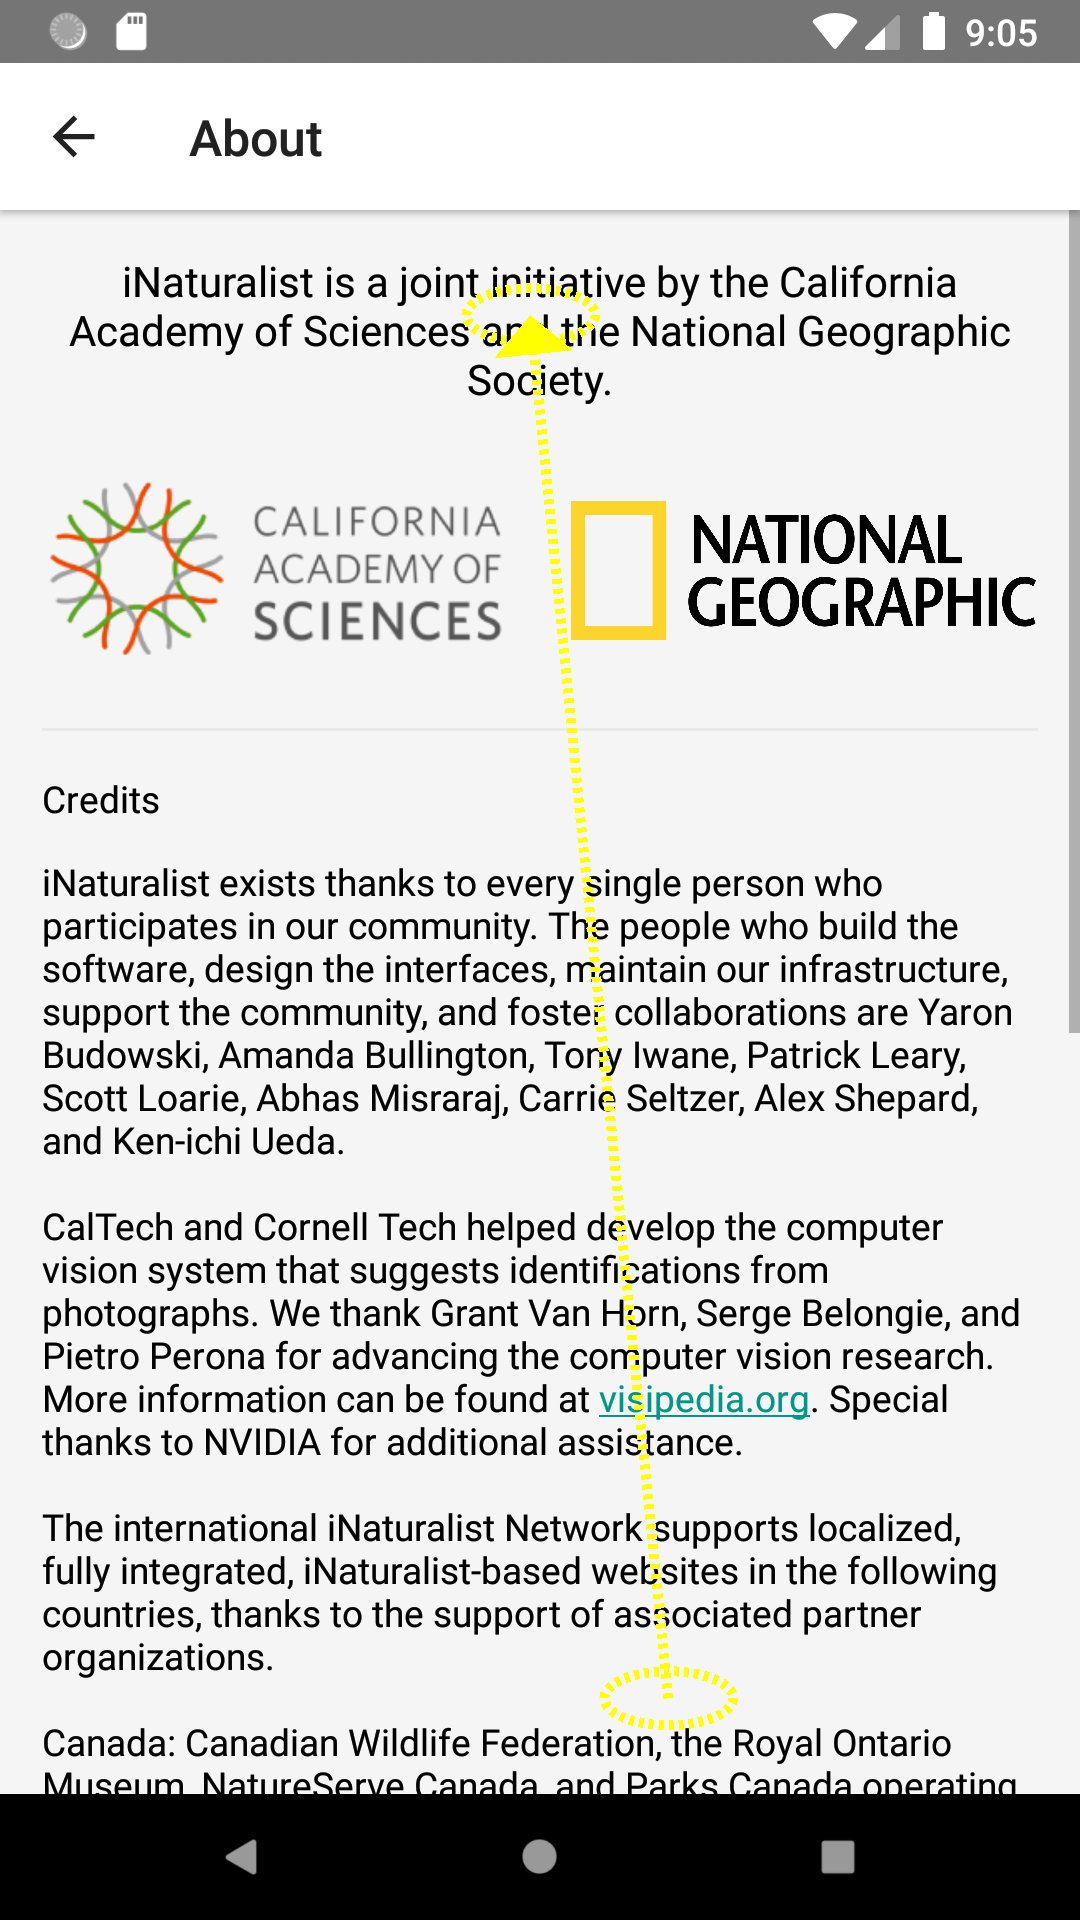 9:05
About
iNaturalist is a joint initiative by the California
Academy of Sciences and the National Geographic
Society.
CALIFORNIA
ACADEMY OF
SCIENCES
NATIONAL
GEOGRAPHIC
Credits
iNaturalist exists thanks to every single person who
participates in our community. The people who build the
software, design the interfaces, maintain our infrastructure,
support the community, and foster collaborations are Yaron
Budowski, Amanda Bullington, Tony Iwane, Patrick Leary,
Scott Loarie, Abhas Misraraj, Carrie Seltzer, Alex Shepard,
and Ken-ichi Ueda.
CalTech and Cornell Tech helped develop the computer
vision system that suggests identifications from
photographs. We thank Grant Van Horn, Serge Belongie, and
Pietro Perona for advancing the computer vision research.
More information can be found at visipedia.org. Special
thanks to NVIDIA for additional assistance.
The international iNaturalist Network supports localized,
fully integrated, iNaturalist-based websites in the following
countries, thanks to the support of associated partner
organizations.
Canada: Canadian Wildlife Federation, the Royal Ontario
Museum, NatureServe Canada, and Parks Canada operating